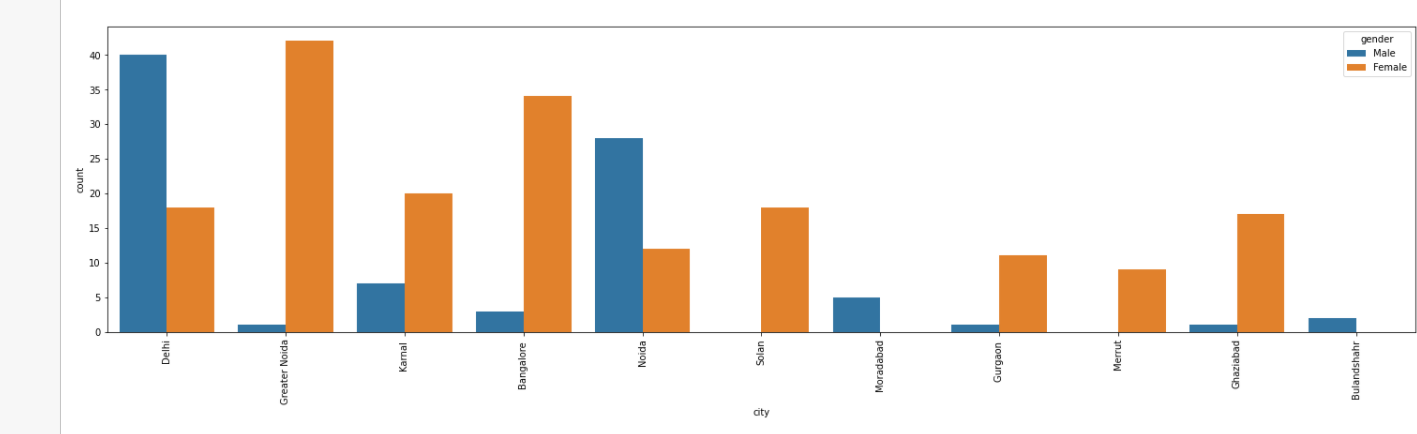 gender
Male
Female
40
35
30
25
20
15
10
5
0
count
Delhi
Greater Noida
Karnal
Bangalore
Noida
Solan
Moradabad
Gurgaon
Merrut
Ghaziabad
Bulandshahr
city